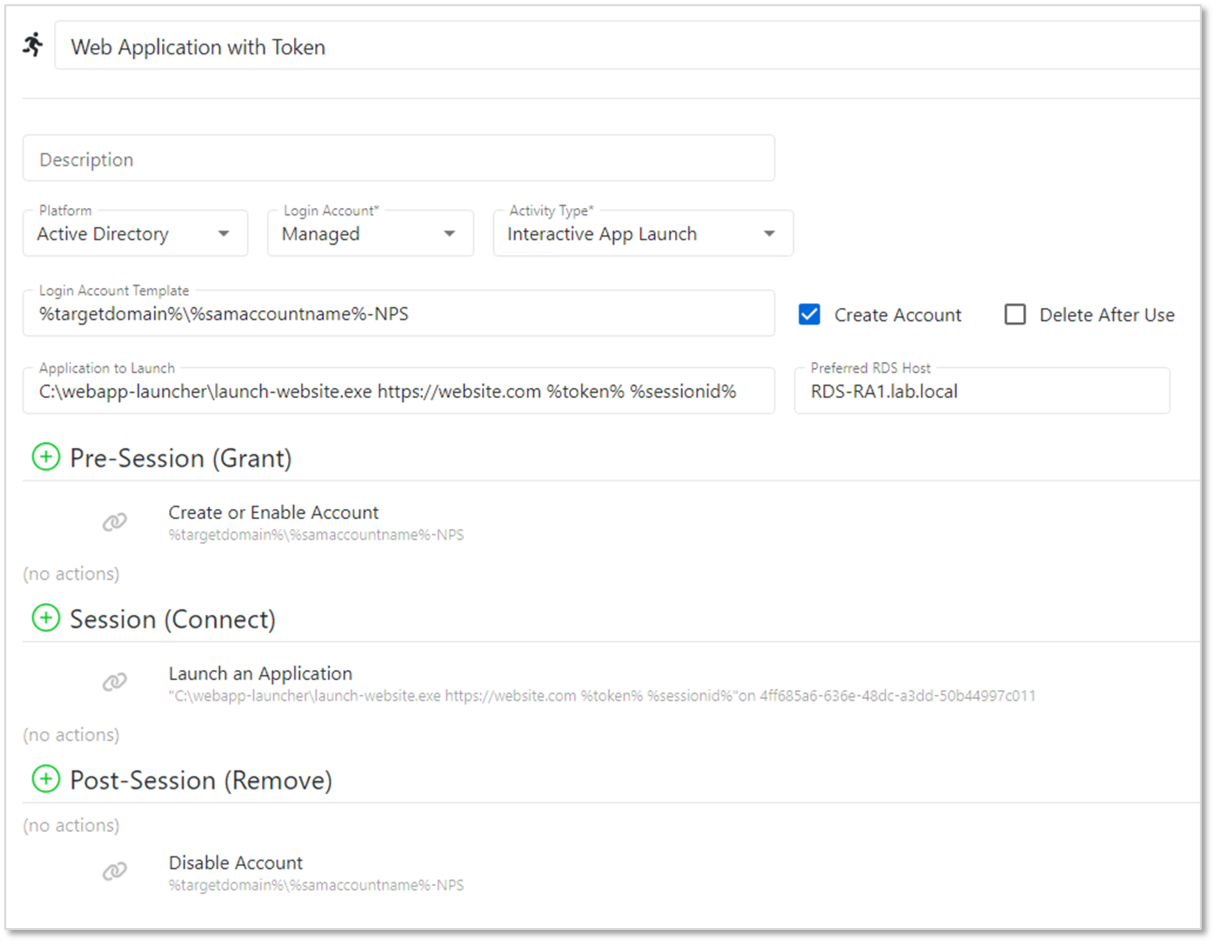 Web Application with Token
Description
Platform
Active Directory
Login Account*
Managed
Activity Type*
Interactive App Launch
Login Account Template
%targetdomain%\%samaccountname%-NPS
Create Account
Delete After Use
Application to Launch
C:\webapp-launcher\launch-website.exe https://website.com %token% %sessionid%
Preferred RDS Host
RDS-RA1.lab.local
Pre-Session (Grant)
Create or Enable Account
%targetdomain%\%samaccountname%-NPS
(no actions)
Session (Connect)
Launch an Application
"C:\webapp-launcher\launch-website.exe https://website.com %token% %sessionid%"on 4ff685a6-636e-48dc-a3dd-50b44997c011
(no actions)
Post-Session (Remove)
(no actions)
Disable Account
%targetdomain%\%samaccountname%-NPS